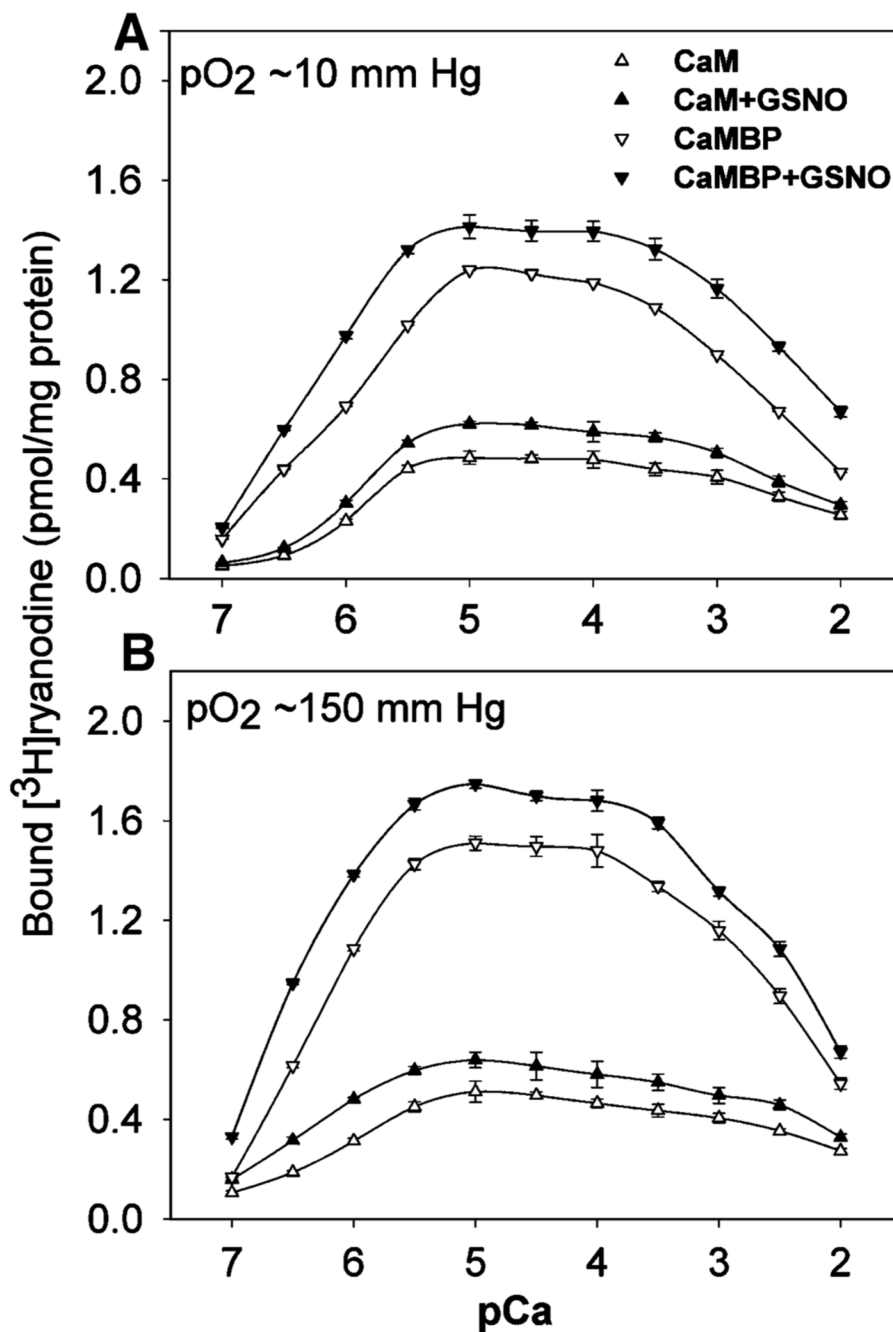 A
pO2 ~10 mm Hg
CaM
CaM+GSNO
CaMBP
CaMBP+GSNO
2.0
1.6
1.2
0.8
0.4
0.0
7 6 5 4 3 2
Bound [3H]ryanodine (pmol/mg protein)
B
pO2 ~150 mm Hg
2.0
1.6
1.2
0.8
0.4
0.0
7 6 5 4 3 2
pCa